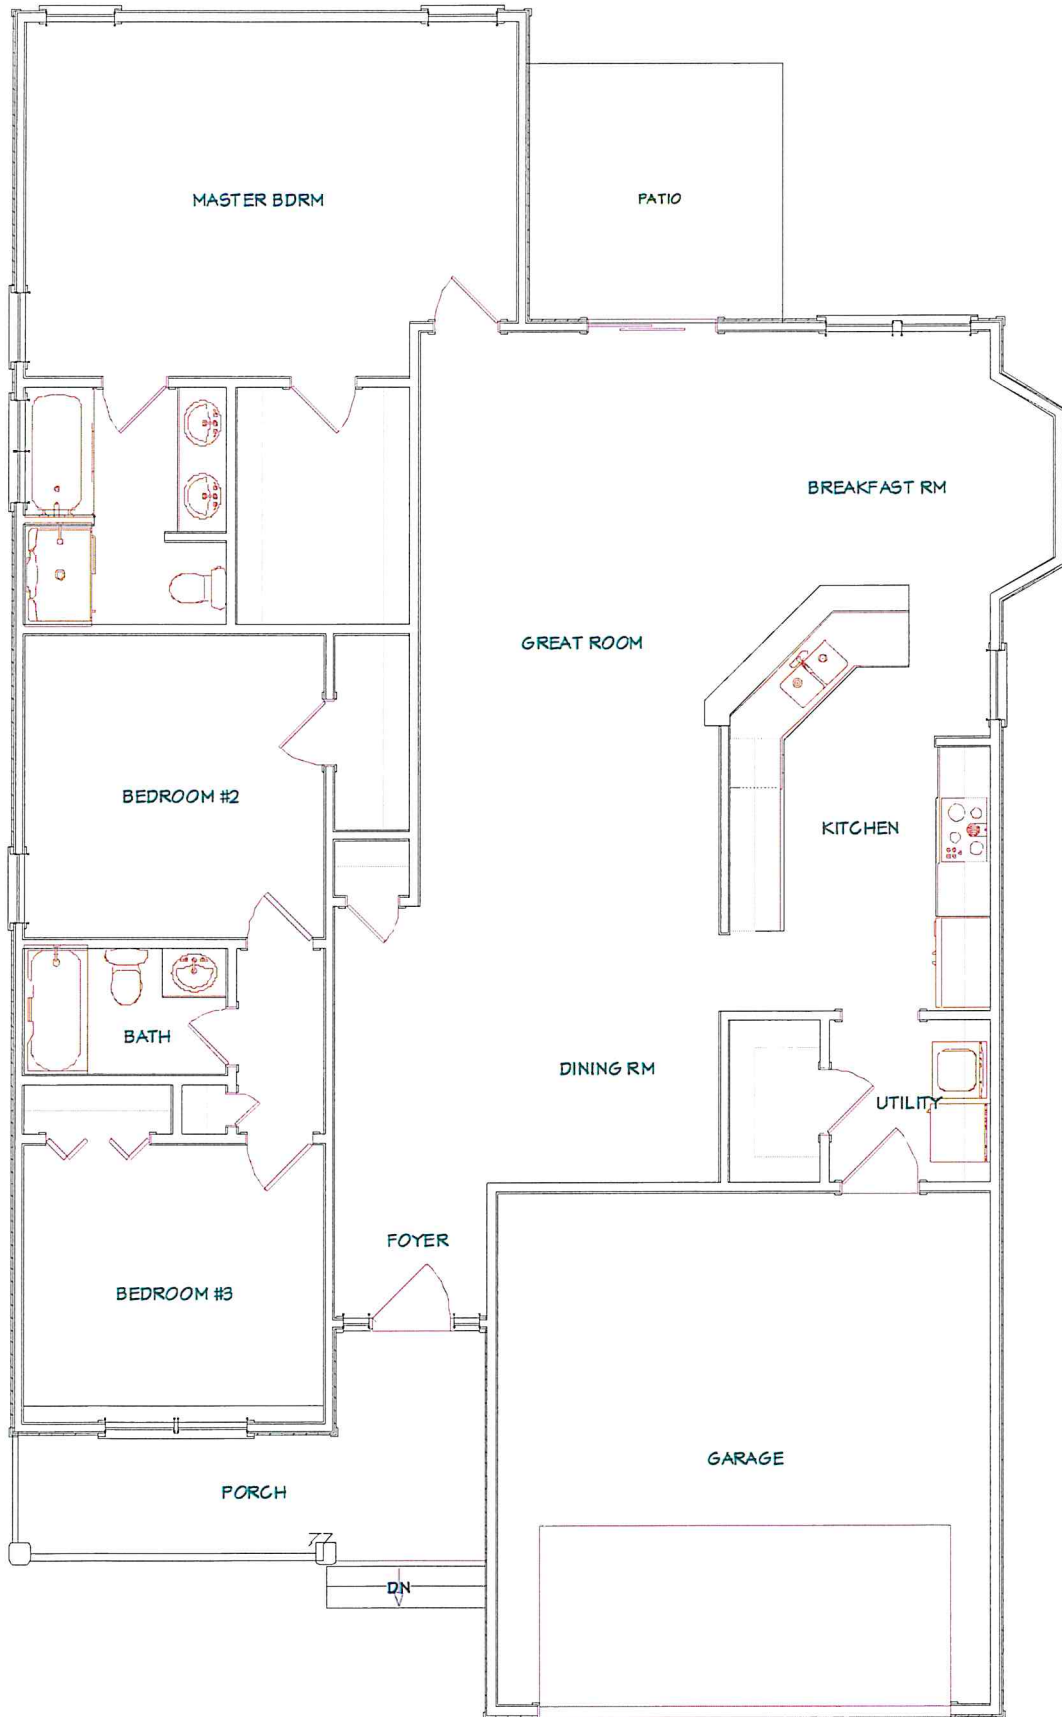 MASTER BDRM
PATIO
BREAKFAST RM
GREAT ROOM
BEDROOM #2
KITCHEN
BATH
DINING RM
UTILITY
FOYER
BEDROOM #3
GARAGE
PORCH
DN